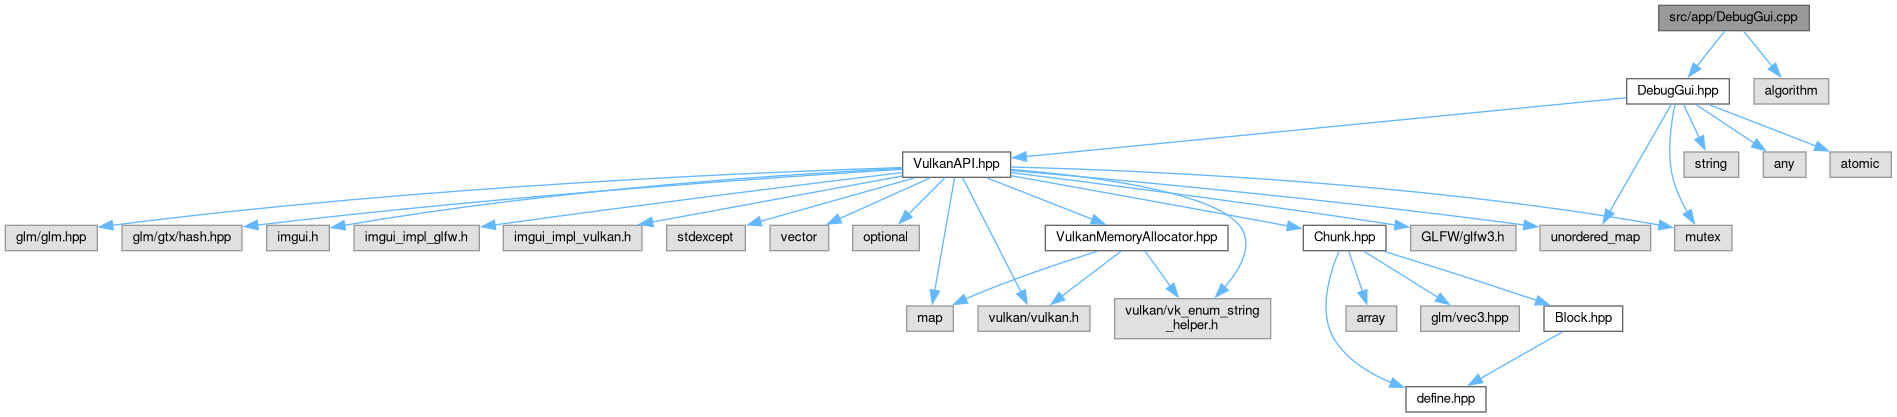 src/app/DebugGui.cpp
DebugGui.hpp
algorithm
VulkanAPI.hpp
string
any
atomic
glm/glm.hpp
glm/gtx/hash.hpp
imgui.h
imgui_impl_glfw.h
imgui_impl_vulkan.h
stdexcept
vector
optional
VulkanMemoryAllocator.hpp
Chunk.hpp
GLFW/glfw3.h
unordered_map
mutex
map
vulkan/vulkan.h
vulkan/vk_enum_string
_helper.h
array
glm/vec3.hpp
Block.hpp
define.hpp